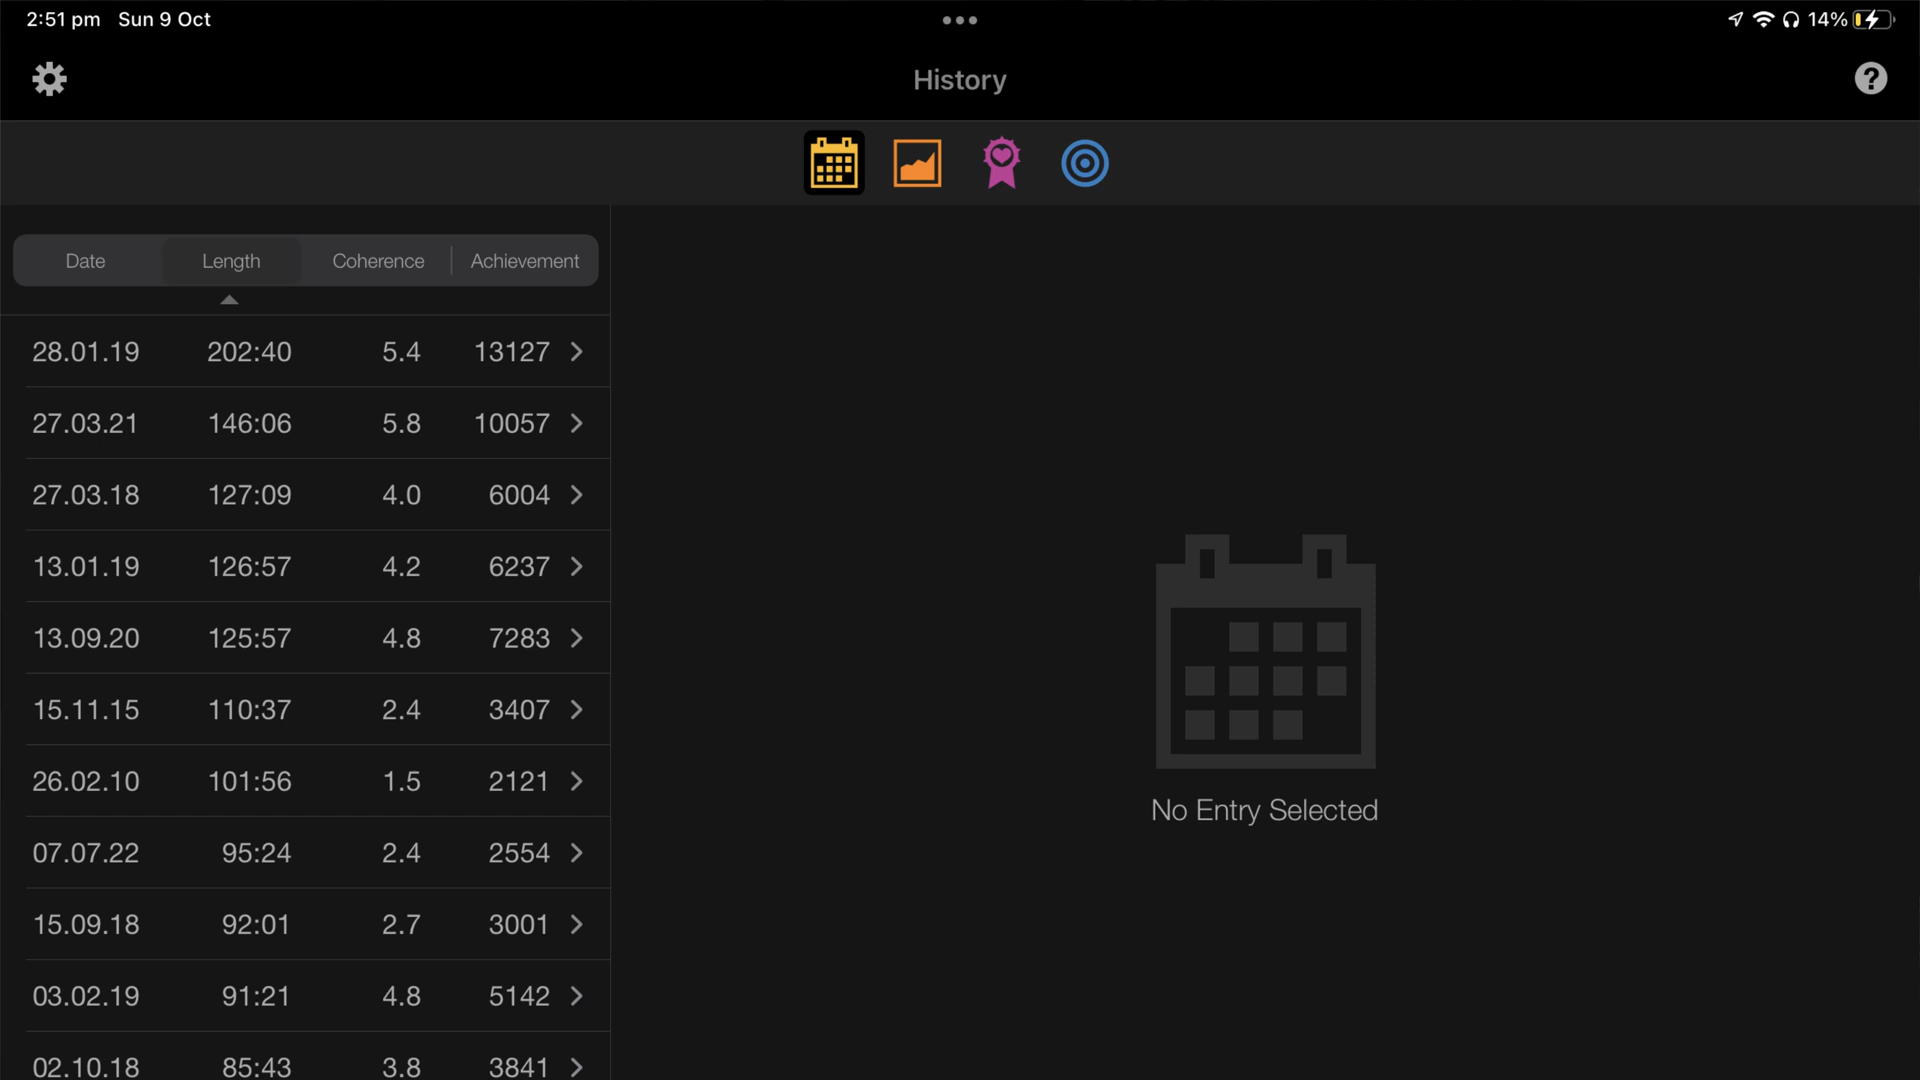 2:51 pm Sun 9 Oct 14%
History
Date Length Coherence Achievement
28.01.19 202:40 5.4 13127
27.03.21 146:06 5.8 10057
27.03.18 127:09 4.0 6004
13.01.19 126:57 4.2 6237
13.09.20 125:57 4.8 7283
15.11.15 110:37 2.4 3407
26.02.10 101:56 1.5 2121
07.07.22 95:24 2.4 2554
15.09.18 92:01 2.7 3001
03.02.19 91:21 4.8 5142
02.10.18 85:43 3.8 3841
No Entry Selected